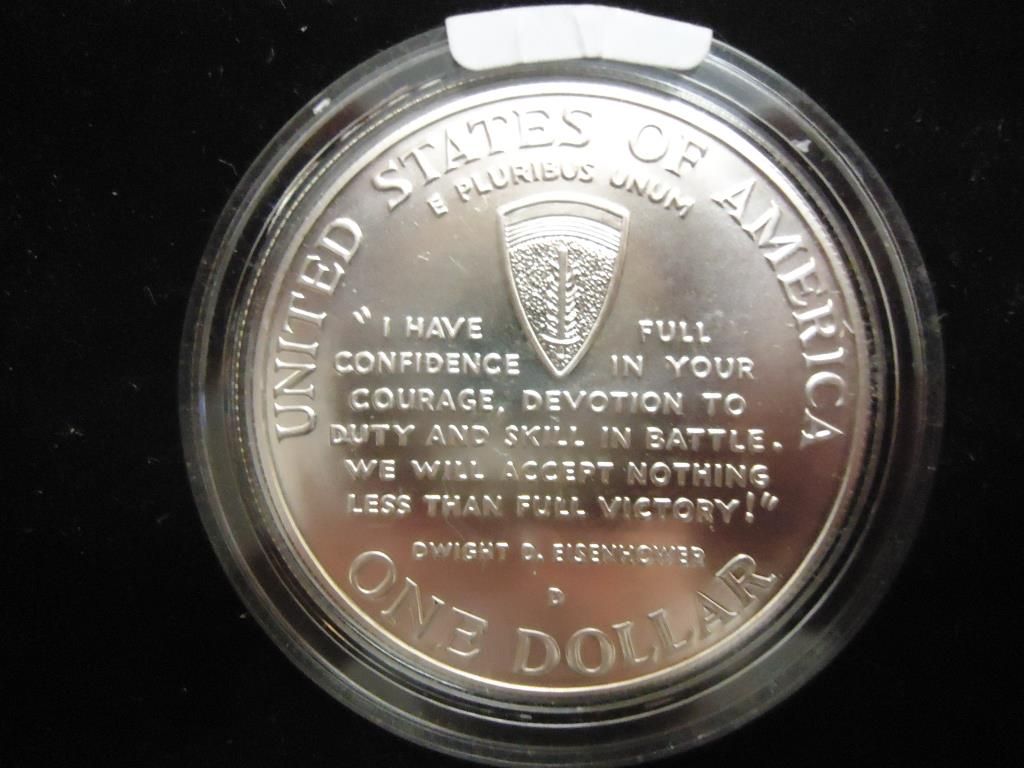 UNITED STATES OF AMERICA
E PLURIBUS UNUM
"I HAVE FULL
CONFIDENCE IN YOUR
COURAGE, DEVOTION TO
DUTY AND SKILL IN BATTLE.
WE WILL ACCEPT NOTHING
LESS THAN FULL VICTORY!"
DWIGHT D. EISENHOWER
D
ONE DOLLAR